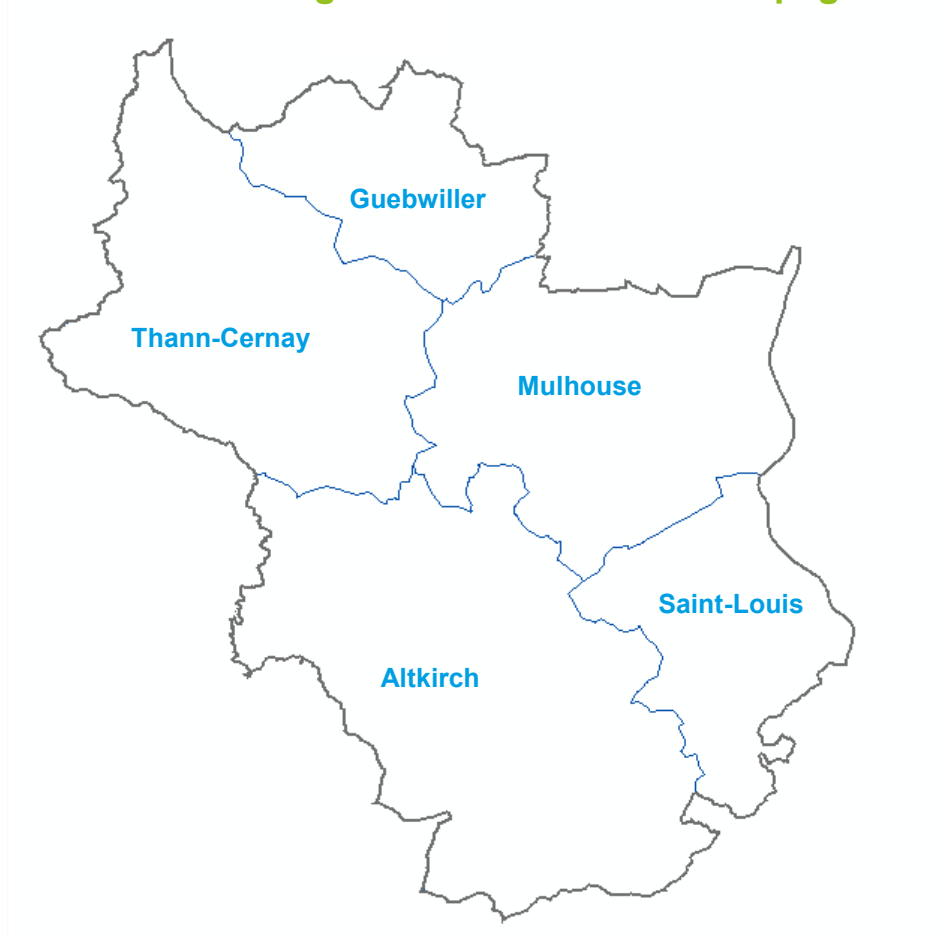 Guebwiller
Thann-Cernay
Mulhouse
Saint-Louis
Altkirch